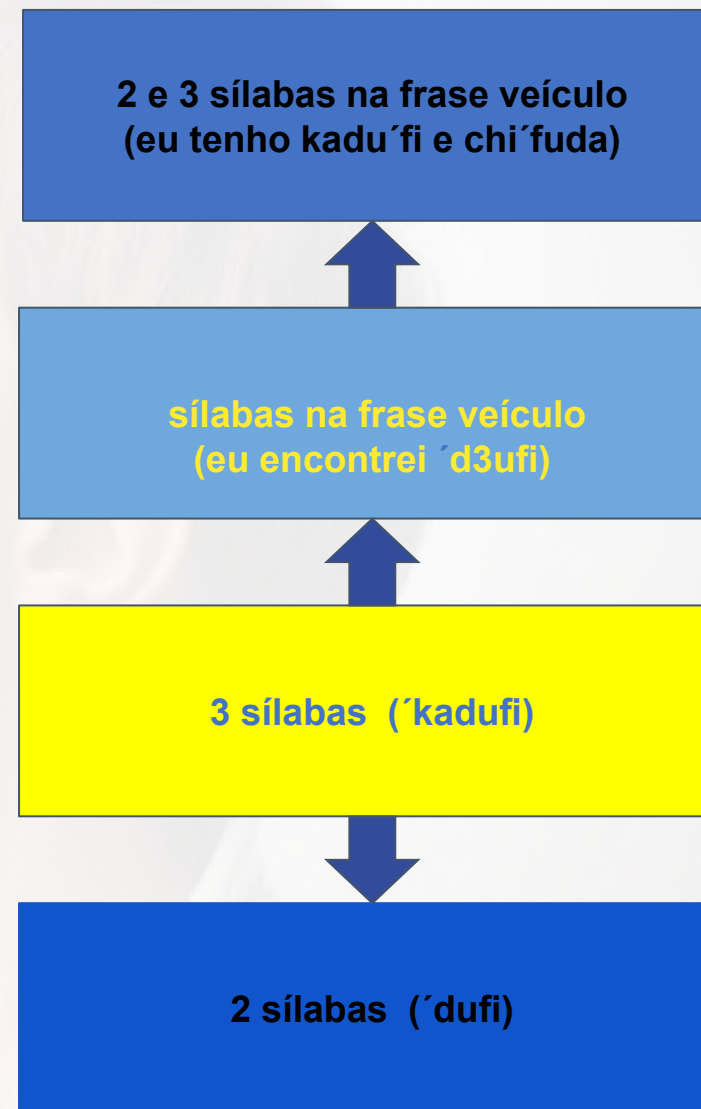 2 e 3 sílabas na frase veículo
(eu tenho kadu´fi e chi´fuda)
sílabas na frase veículo
(eu encontrei ´d3ufi)
3 sílabas (´kadufi)
2 sílabas (´dufi)